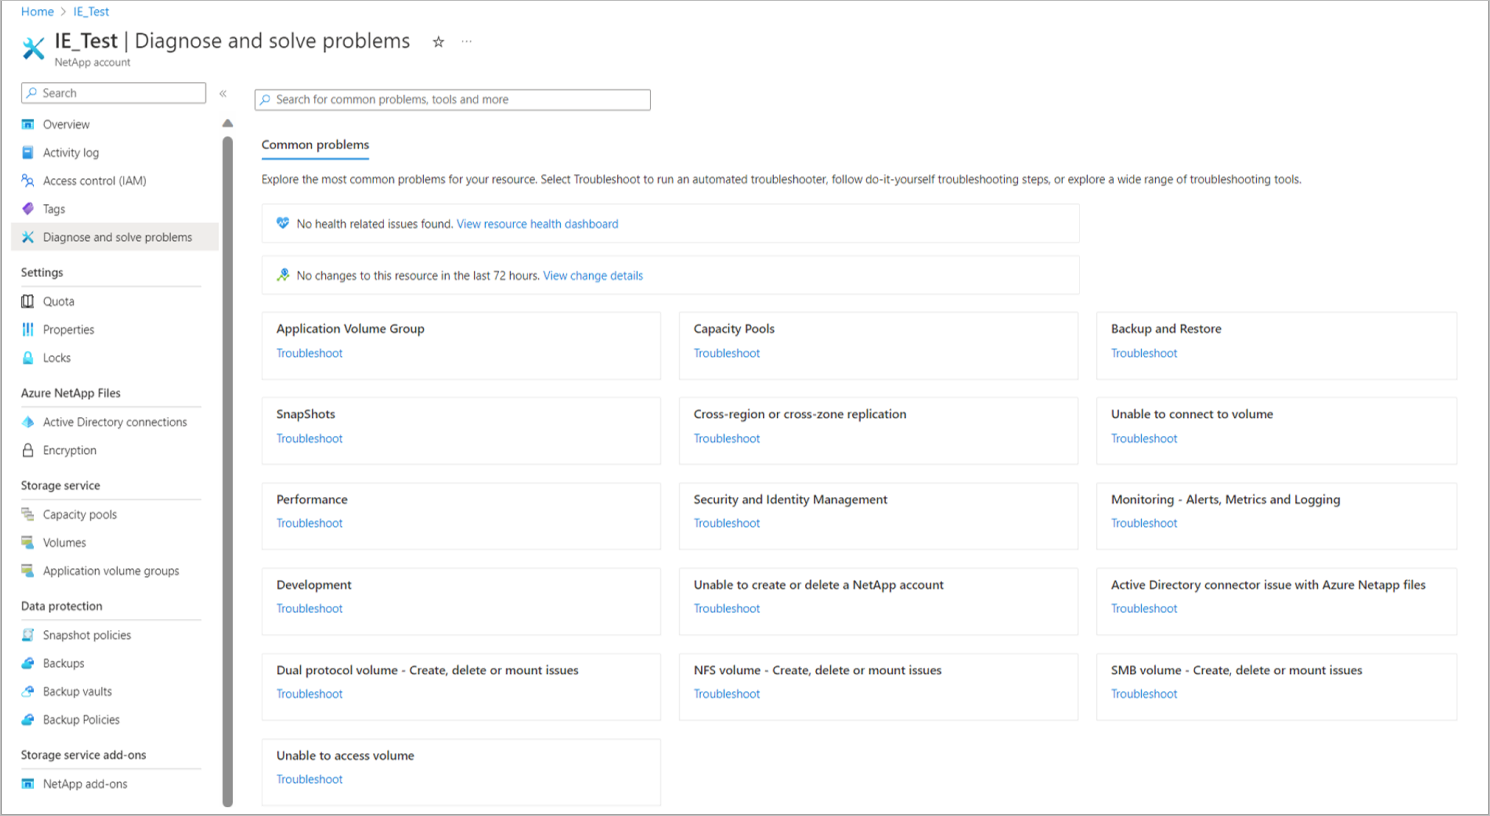 Home > IE_Test
IE_Test | Diagnose and solve problems
NetApp account
Search
Overview
Activity log
Access control (IAM)
Tags
Diagnose and solve problems
Settings
Quota
Properties
Locks
Azure NetApp Files
Active Directory connections
Encryption
Storage service
Capacity pools
Volumes
Application volume groups
Data protection
Snapshot policies
Backups
Backup vaults
Backup Policies
Storage service add-ons
NetApp add-ons
Search for common problems, tools and more
Common problems
Explore the most common problems for your resource. Select Troubleshoot to run an automated troubleshooter, follow do-it-yourself troubleshooting steps, or explore a wide range of troubleshooting tools.
No health related issues found. View resource health dashboard
No changes to this resource in the last 72 hours. View change details
Application Volume Group
Troubleshoot
Capacity Pools
Troubleshoot
Backup and Restore
Troubleshoot
SnapShots
Troubleshoot
Cross-region or cross-zone replication
Troubleshoot
Unable to connect to volume
Troubleshoot
Performance
Troubleshoot
Security and Identity Management
Troubleshoot
Monitoring - Alerts, Metrics and Logging
Troubleshoot
Development
Troubleshoot
Unable to create or delete a NetApp account
Troubleshoot
Active Directory connector issue with Azure Netapp files
Troubleshoot
Dual protocol volume - Create, delete or mount issues
Troubleshoot
NFS volume - Create, delete or mount issues
Troubleshoot
SMB volume - Create, delete or mount issues
Troubleshoot
Unable to access volume
Troubleshoot